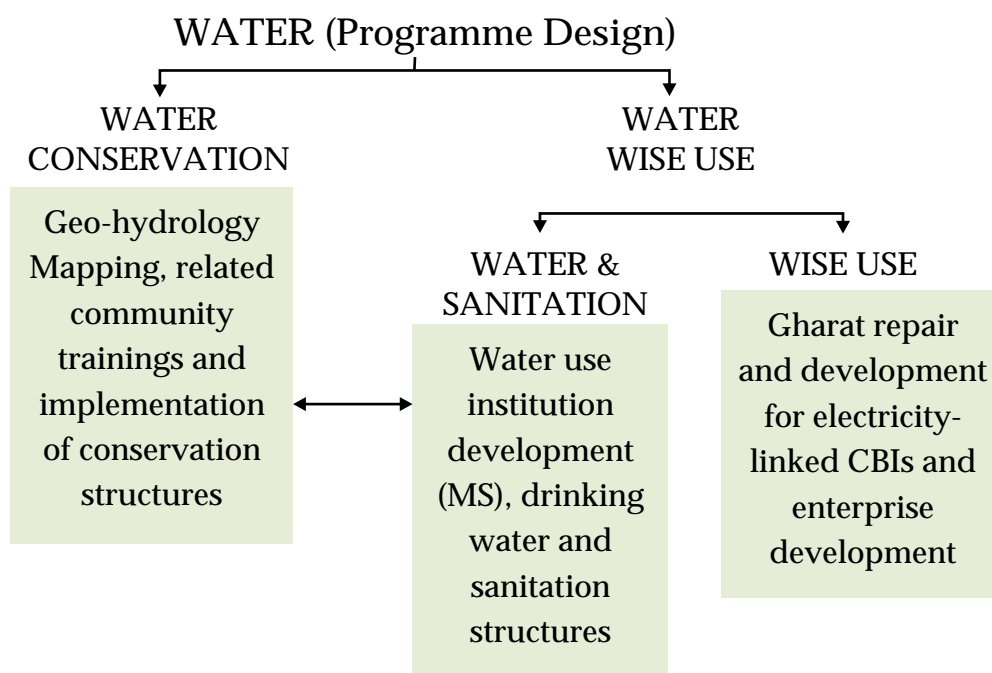 WATER (Programme Design)
WATER
CONSERVATION
Geo-hydrology
Mapping, related
community
trainings and
implementation
of conservation
structures
WATER
WISE USE
WATER &
SANITATION
Water use
institution
development
(MS), drinking
water and
sanitation
structures
WISE USE
Gharat repair
and development
for electricity-
linked CBIs and
enterprise
development